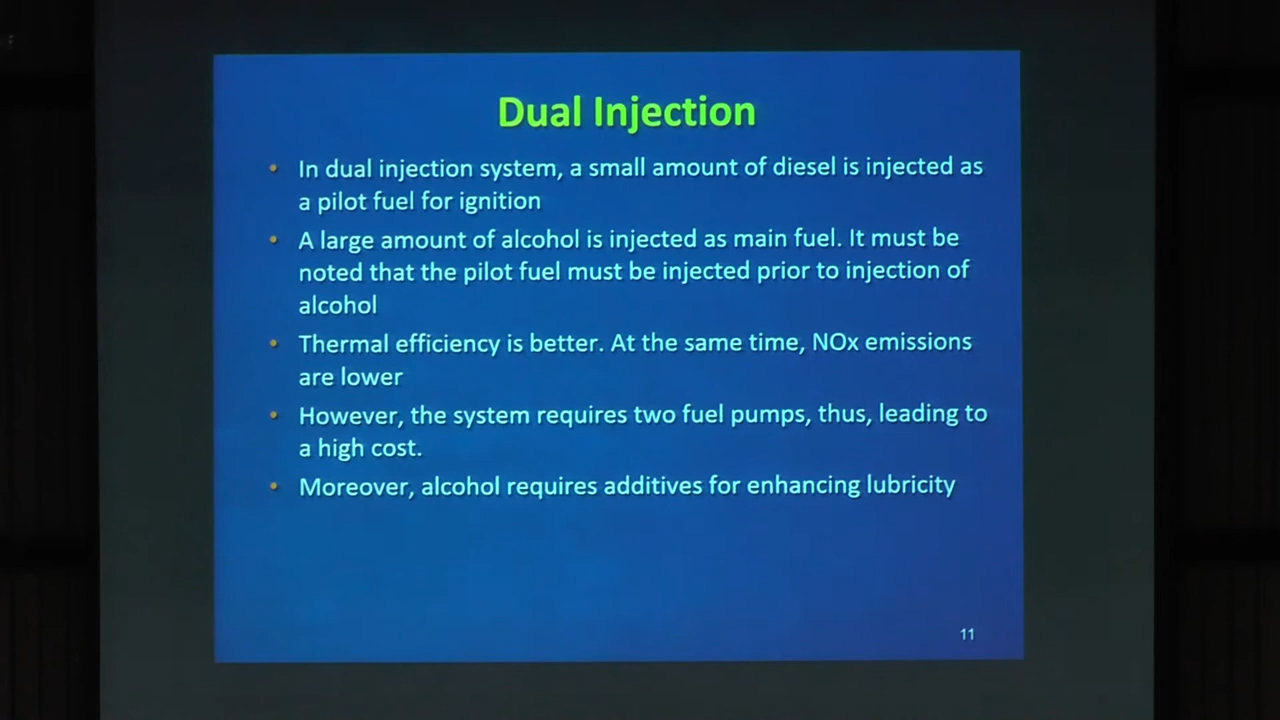 Dual Injection
• In dual injection system, a small amount of diesel is injected as
a pilot fuel for ignition
• A large amount of alcohol is injected as main fuel. It must be
noted that the pilot fuel must be injected prior to injection of
alcohol
• Thermal efficiency is better. At the same time, NOx emissions
are lower
• However, the system requires two fuel pumps, thus, leading to
a high cost.
• Moreover, alcohol requires additives for enhancing lubricity
11